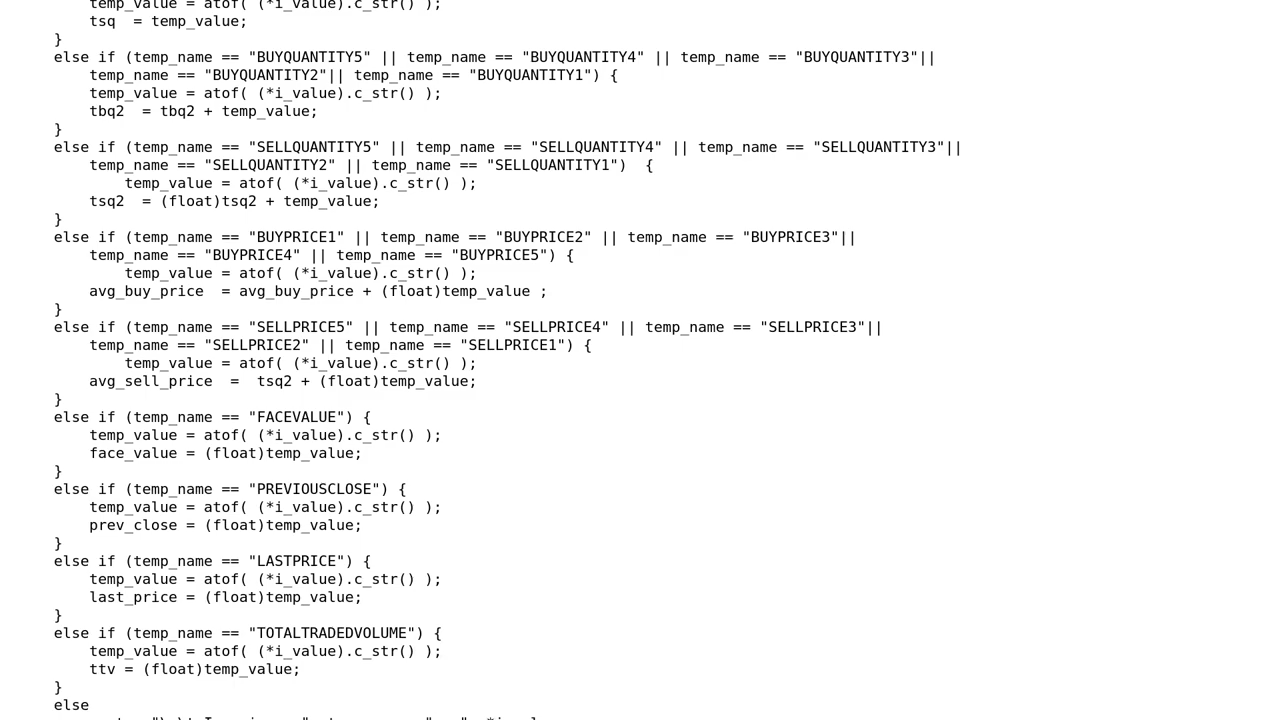 temp_value = atof( (*i_value).c_str() );
tsq  = temp_value;
}
else if (temp_name == "BUYQUANTITY5" || temp_name == "BUYQUANTITY4" || temp_name == "BUYQUANTITY3"||
temp_name == "BUYQUANTITY2"|| temp_name == "BUYQUANTITY1") {
temp_value = atof( (*i_value).c_str() );
tbq2  = tbq2 + temp_value;
}
else if (temp_name == "SELLQUANTITY5" || temp_name == "SELLQUANTITY4" || temp_name == "SELLQUANTITY3"||
temp_name == "SELLQUANTITY2" || temp_name == "SELLQUANTITY1")  {
temp_value = atof( (*i_value).c_str() );
tsq2  = (float)tsq2 + temp_value;
}
else if (temp_name == "BUYPRICE1" || temp_name == "BUYPRICE2" || temp_name == "BUYPRICE3"||
temp_name == "BUYPRICE4" || temp_name == "BUYPRICE5") {
temp_value = atof( (*i_value).c_str() );
avg_buy_price  = avg_buy_price + (float)temp_value ;
}
else if (temp_name == "SELLPRICE5" || temp_name == "SELLPRICE4" || temp_name == "SELLPRICE3"||
temp_name == "SELLPRICE2" || temp_name == "SELLPRICE1") {
temp_value = atof( (*i_value).c_str() );
avg_sell_price  =  tsq2 + (float)temp_value;
}
else if (temp_name == "FACEVALUE") {
temp_value = atof( (*i_value).c_str() );
face_value = (float)temp_value;
}
else if (temp_name == "PREVIOUSCLOSE") {
temp_value = atof( (*i_value).c_str() );
prev_close = (float)temp_value;
}
else if (temp_name == "LASTPRICE") {
temp_value = atof( (*i_value).c_str() );
last_price = (float)temp_value;
}
else if (temp_name == "TOTALTRADEDVOLUME") {
temp_value = atof( (*i_value).c_str() );
ttv = (float)temp_value;
}
else